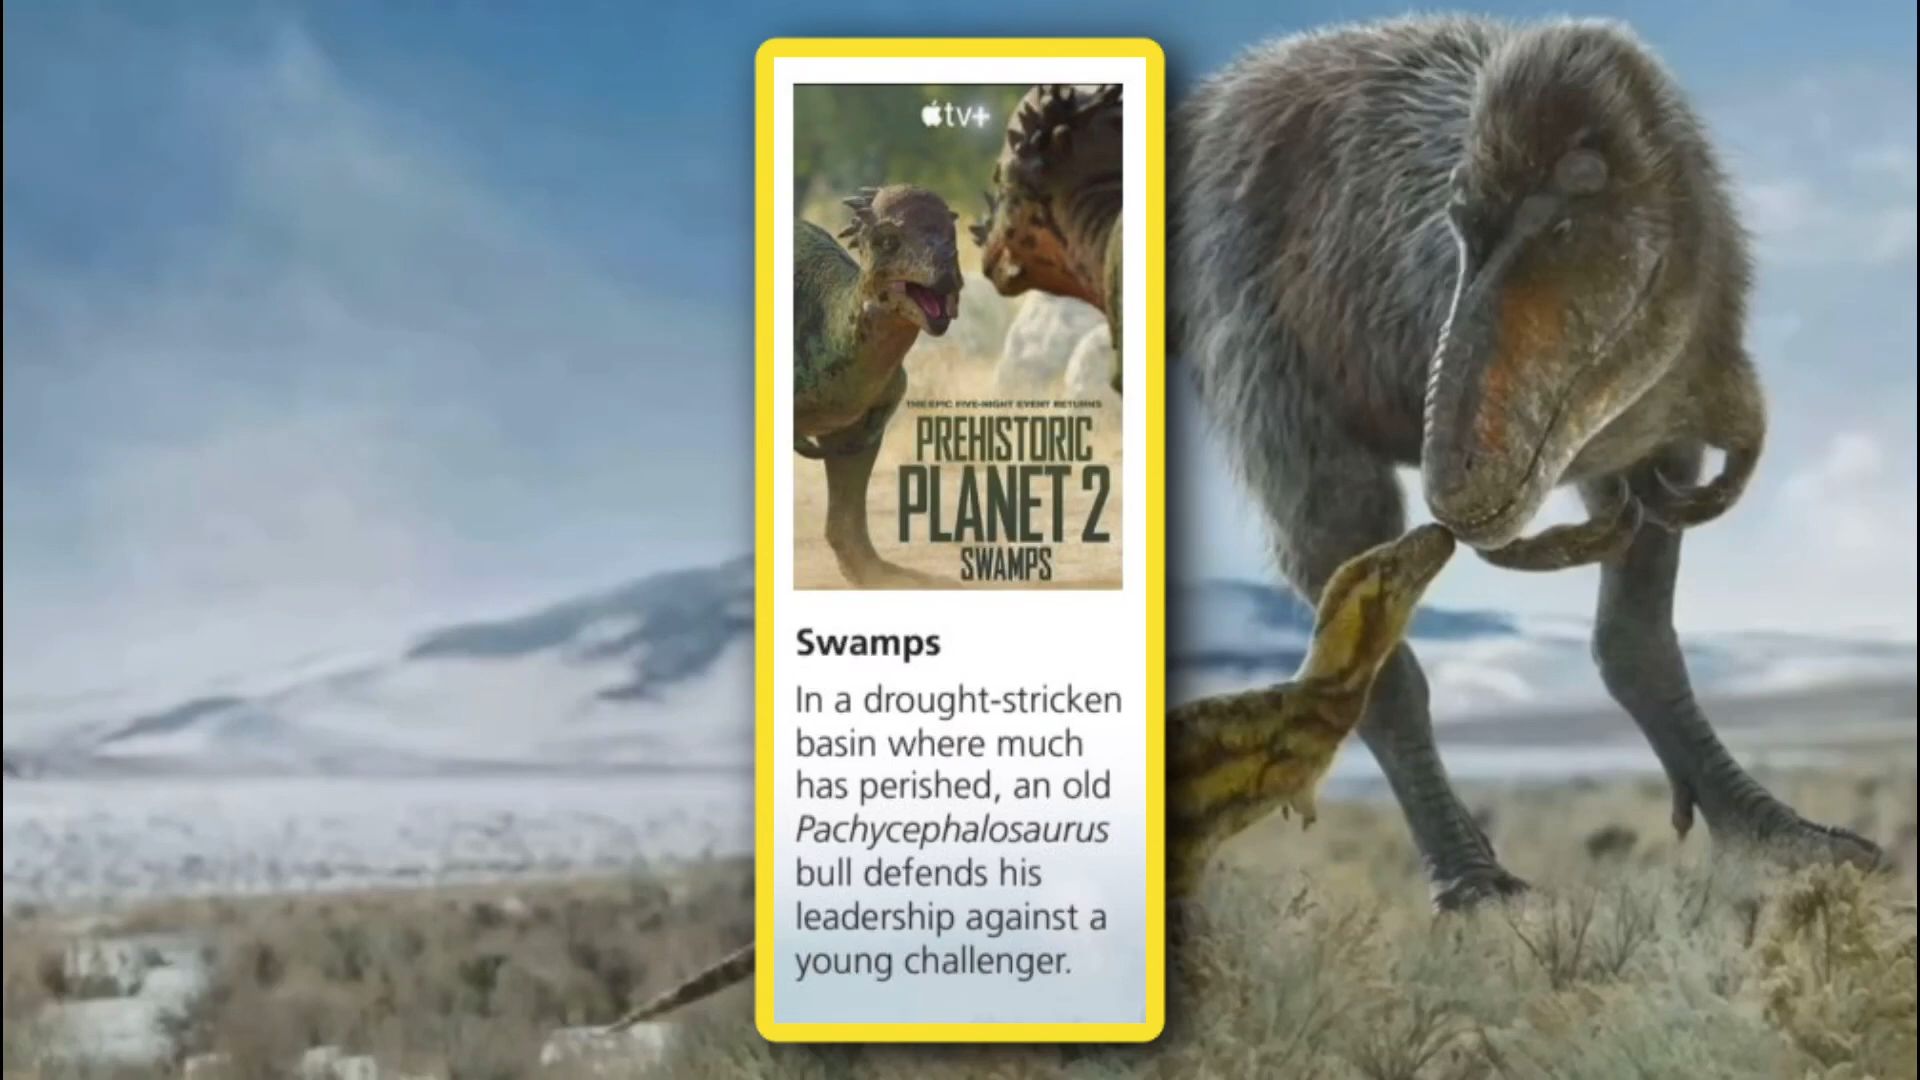 tv+
THE EPIC FIVE-NIGHT EVENT RETURNS
PREHISTORIC
PLANET 2
SWAMPS
Swamps
In a drought-stricken
basin where much
has perished, an old
Pachycephalosaurus
bull defends his
leadership against a
young challenger.